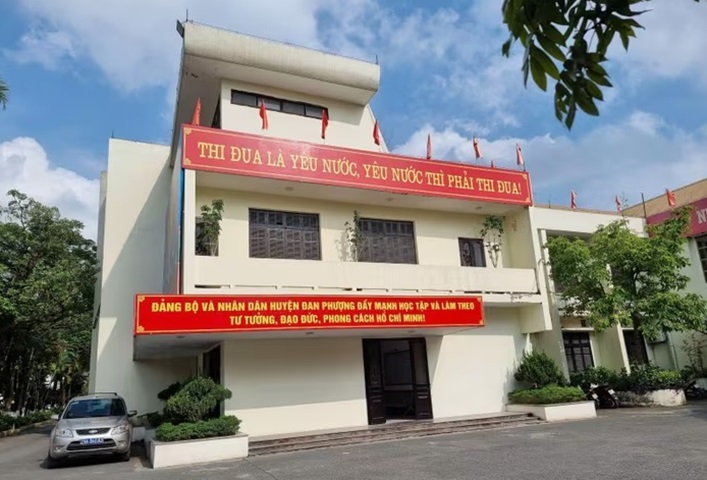 THI ĐUA LÀ YÊU NƯỚC, YÊU NƯỚC THÌ PHẢI THI ĐUA!
ĐẢNG BỘ VÀ NHÂN DÂN HUYỆN ĐAN PHƯỢNG ĐẨY MẠNH HỌC TẬP VÀ LÀM THEO
TƯ TƯỞNG, ĐẠO ĐỨC, PHONG CÁCH HỒ CHÍ MINH!